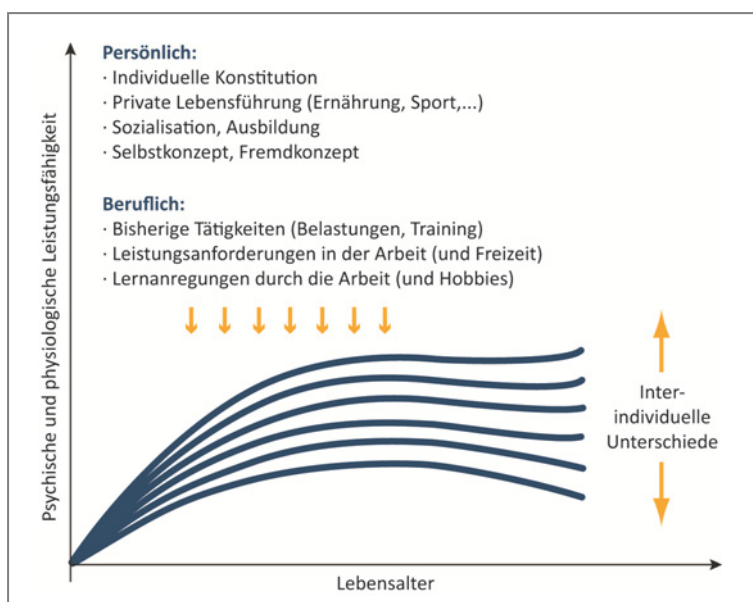 Psychische und physiologische Leistungsfähigkeit
Persönlich:
· Individuelle Konstitution
· Private Lebensführung (Ernährung, Sport,...)
· Sozialisation, Ausbildung
· Selbstkonzept, Fremdkonzept
Beruflich:
· Bisherige Tätigkeiten (Belastungen, Training)
· Leistungsanforderungen in der Arbeit (und Freizeit)
· Lernanregungen durch die Arbeit (und Hobbies)
Inter-
individuelle
Unterschiede
Lebensalter